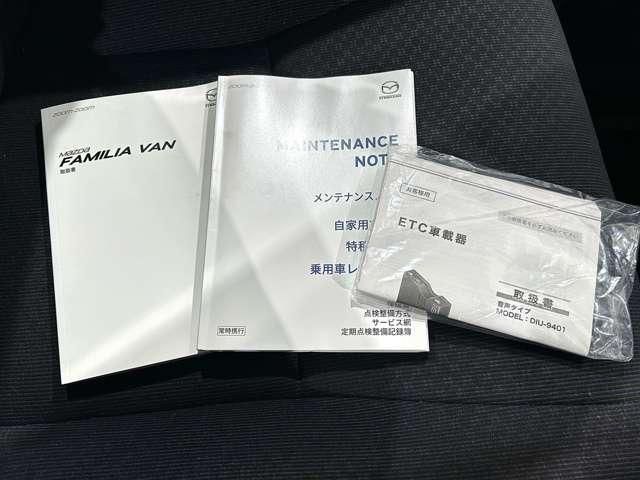 zoom-zoom
mazda
FAMILIA VAN
取扱書
zoom-
mazda
MAINTENANCE
メンテナンス
自家用
特種
乗用車
点検整備方式
サービス網
定期点検整備記録簿
常時携行
お客様用
ETC車載器
取扱書
音声タイプ
MODEL：DIU-9401